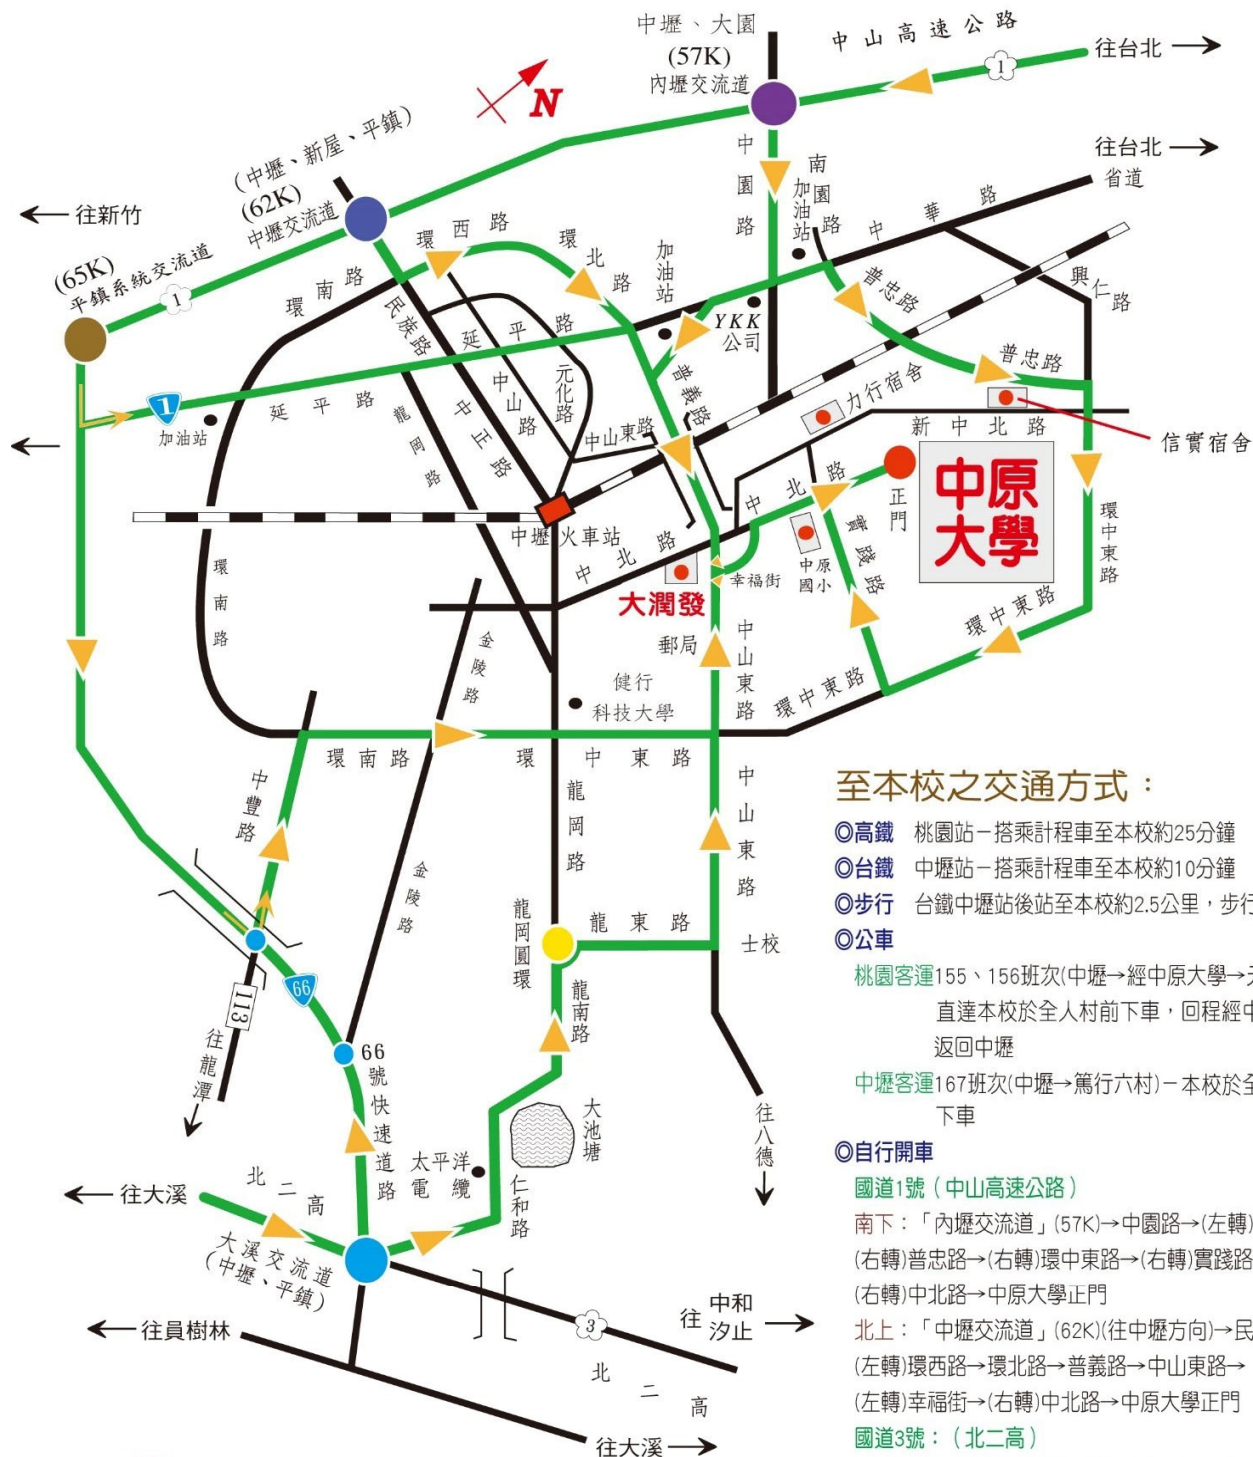 中壢、大園
(57K)
內壢交流道
中山高速公路
1
往台北
N
往台北
省道
(中壢、新屋、平鎮)
(62K)
中壢交流道
往新竹
(65K)
平鎮系統交流道
1
環西路
環北路
加油站
中園路
南園路
加油站
中華路
興仁路
環南路
民族路
延平路
YKK
公司
普忠路
普忠路
1
加油站
延平路
龍岡路
中正路
中山路
元化路
中山東路
普義路
力行宿舍
新中北路
信實宿舍
中原
大學
正門
中北路
中壢火車站
中北路
大潤發
幸福街
中原
國小
實踐路
環中東路
環中東路
環中東路
環南路
金陵路
郵局
中山東路
健行
科技大學
環南路
環中東路
中豐路
金陵路
龍岡路
中山東路
龍岡圓環
龍東路
士校
龍南路
66
113
往龍潭
66號快速道路
大池塘
太平洋
電纜
仁和路
往八德
往大溪
北二高
大溪交流道
(中壢、平鎮)
往員樹林
3
往
中和
汐止
北二高
往大溪
至本校之交通方式：
◎高鐵 桃園站－搭乘計程車至本校約25分鐘
◎台鐵 中壢站－搭乘計程車至本校約10分鐘
◎步行 台鐵中壢站後站至本校約2.5公里，步行
◎公車
桃園客運155、156班次(中壢→經中原大學→
直達本校於全人村前下車，回程經中
返回中壢
中壢客運167班次(中壢→篤行六村)－本校於全
下車
◎自行開車
國道1號（中山高速公路）
南下：「內壢交流道」(57K)→中園路→(左轉)
(右轉)普忠路→(右轉)環中東路→(右轉)實踐路
(右轉)中北路→中原大學正門
北上：「中壢交流道」(62K)(往中壢方向)→民
(左轉)環西路→環北路→普義路→中山東路→
(左轉)幸福街→(右轉)中北路→中原大學正門
國道3號：（北二高）